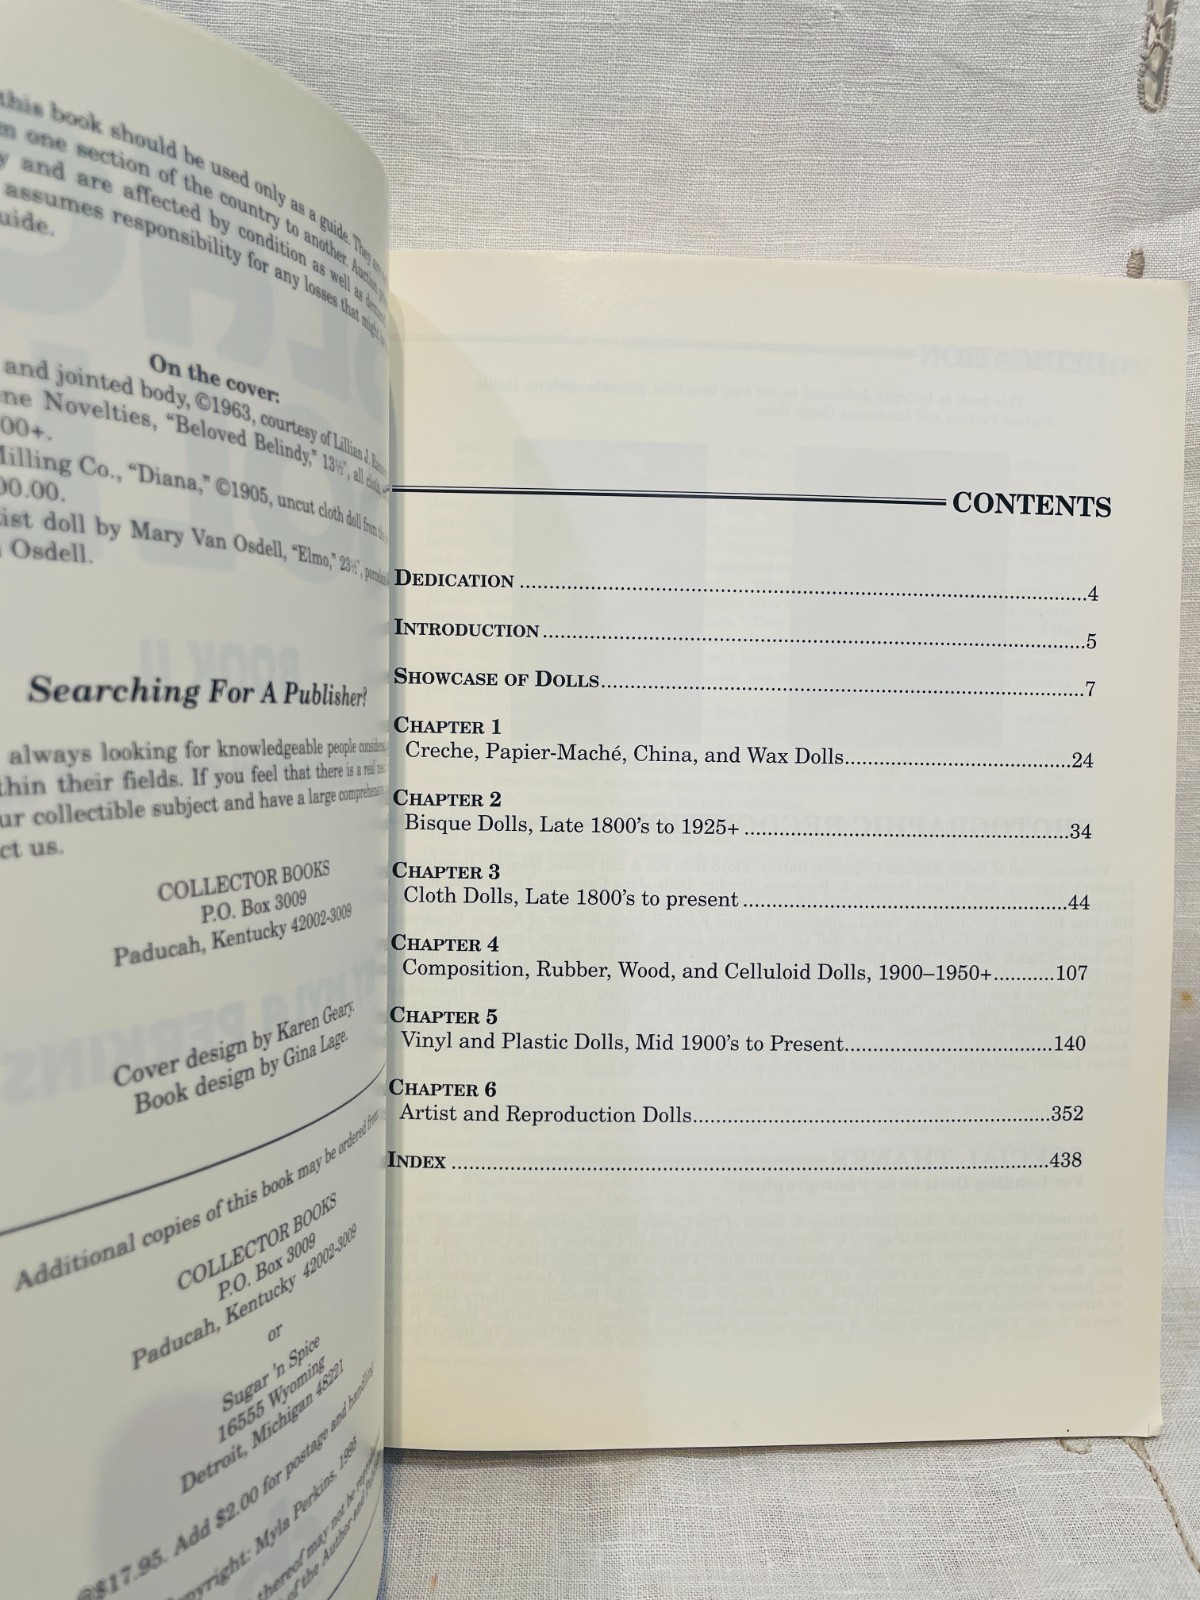 this book should be used only as a guide. They
one section of the country to another. Auction
and are affected by condition as well as
assumes responsibility for any losses that might
On the cover:
and jointed body, ©1963, courtesy of Lillian J.
Novelties, “Beloved Belindy,” 13½", all cloth,
00+.
Milling Co., “Diana,” ©1905, uncut cloth doll from
00.00.
doll by Mary Van Osdell, “Elmo,” 23½",
Osdell.
Searching For A Publisher?
always looking for knowledgeable people
their fields. If you feel that there is a real
collectible subject and have a large
us.
COLLECTOR BOOKS
P.O. Box 3009
Paducah, Kentucky 42002-3009
Cover design by Karen Geary.
Book design by Gina Lage.
Additional copies of this book may be ordered from:
COLLECTOR BOOKS
P.O. Box 3009
Paducah, Kentucky 42002-3009
or
Sugar 'n Spice
16555 Wyoming
Detroit, Michigan 48221
@$17.95. Add $2.00 for postage and handling
Myla Perkins, 1995
thereof may not be
of the Author and
CONTENTS
DEDICATION ..... 4
INTRODUCTION ..... 5
SHOWCASE OF DOLLS ..... 7
CHAPTER 1
Creche, Papier-Maché, China, and Wax Dolls ..... 24
CHAPTER 2
Bisque Dolls, Late 1800's to 1925+ ..... 34
CHAPTER 3
Cloth Dolls, Late 1800's to present ..... 44
CHAPTER 4
Composition, Rubber, Wood, and Celluloid Dolls, 1900–1950+ ..... 107
CHAPTER 5
Vinyl and Plastic Dolls, Mid 1900's to Present ..... 140
CHAPTER 6
Artist and Reproduction Dolls ..... 352
INDEX ..... 438